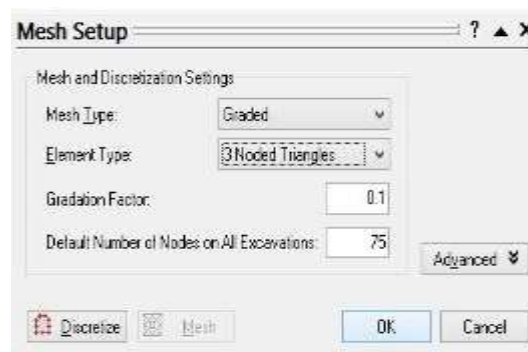 Mesh Setup ? 
Mesh and Discretization Settings
Mesh Type: Graded
Element Type: 3 Noded Triangles
Gradation Factor: 0.1
Default Number of Nodes on All Excavations: 75
Advanced
Discretize Mesh OK Cancel